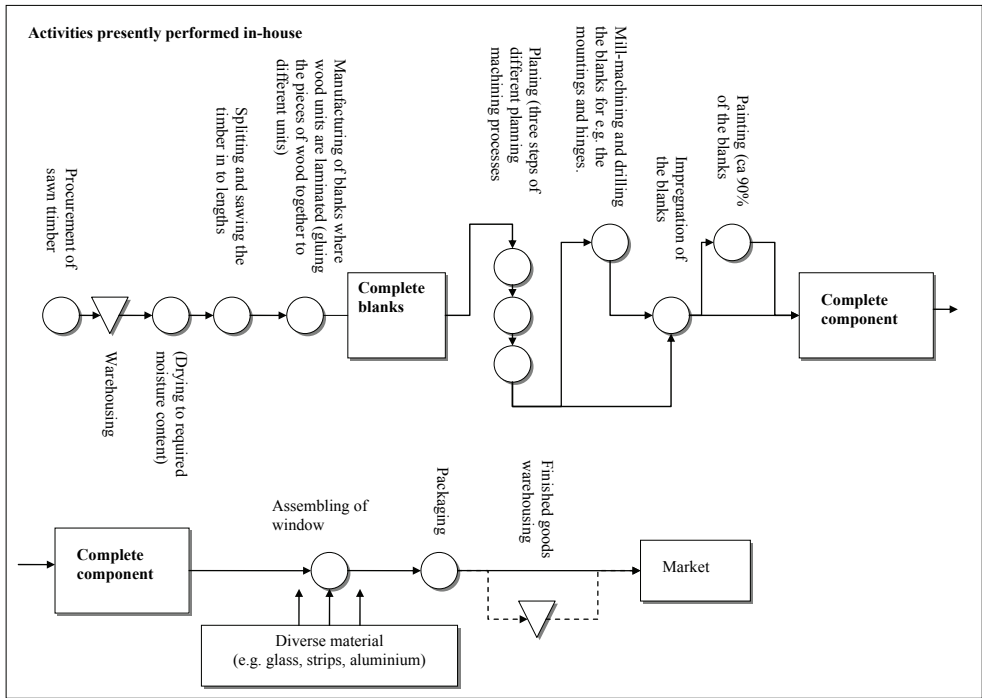 Activities presently performed in-house
Procurement of
sawn ttimber
Warehousing
(Drying to required
moisture content)
Splitting and sawing the
timber in to lengths
Manufacturing of blanks where
wood units are laminated (gluing
the pieces of wood together to
different units)
Complete
blanks
Planing (three steps of
different planning
machining processes
Mill-machining and drilling
the blanks for e.g. the
mountings and hinges.
Impregnation of
the blanks
Painting (ca 90%
of the blanks
Complete
component
Complete
component
Assembling of
window
Diverse material
(e.g. glass, strips, aluminium)
Packaging
Finished goods
warehousing
Market